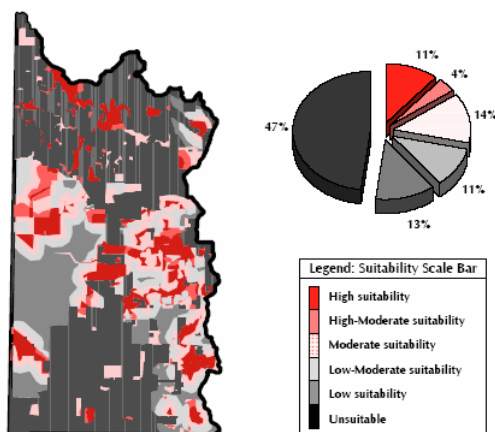 11%
4%
14%
47%
11%
13%
Legend: Suitability Scale Bar
High suitability
High-Moderate suitability
Moderate suitability
Low-Moderate suitability
Low suitability
Unsuitable